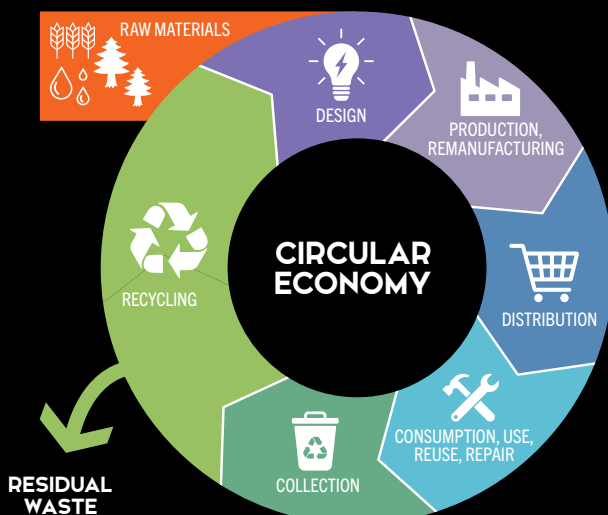 RAW MATERIALS
DESIGN
PRODUCTION,
REMANUFACTURING
DISTRIBUTION
CONSUMPTION, USE,
REUSE, REPAIR
COLLECTION
RECYCLING
RESIDUAL
WASTE
CIRCULAR
ECONOMY